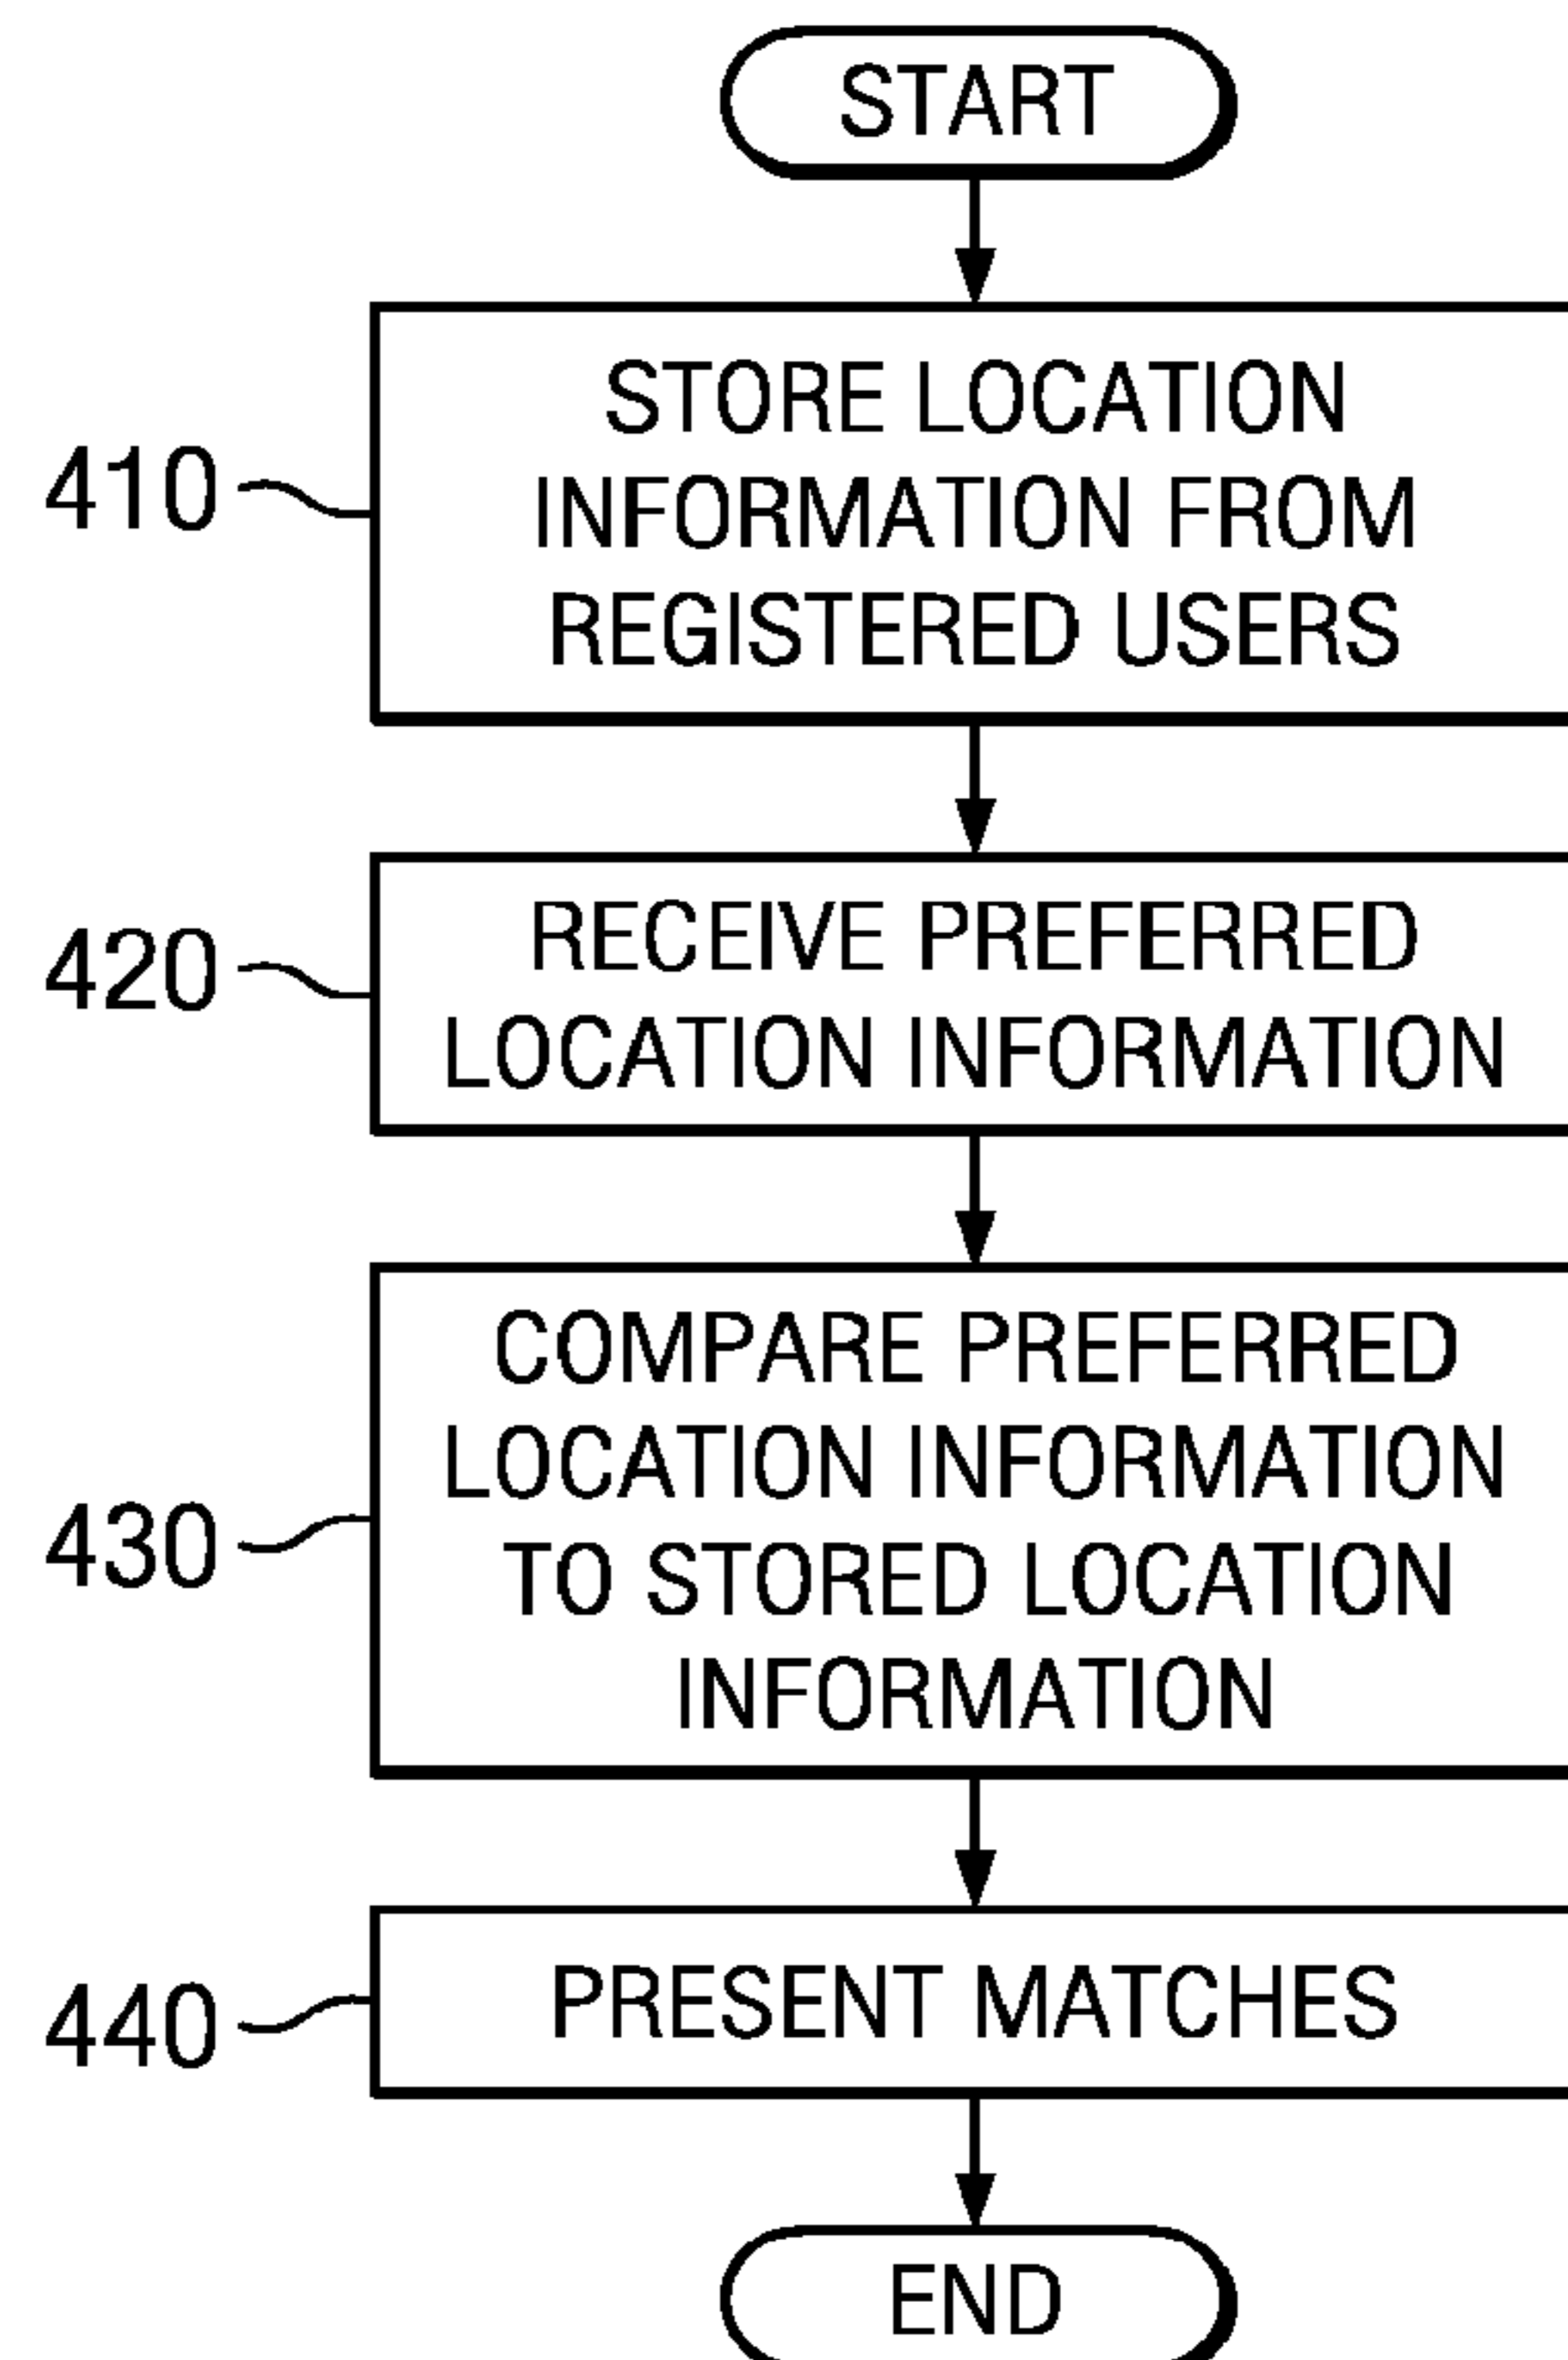 START
410
STORE LOCATION
INFORMATION FROM
REGISTERED USERS
420
RECEIVE PREFERRED
LOCATION INFORMATION
430
COMPARE PREFERRED
LOCATION INFORMATION
TO STORED LOCATION
INFORMATION
440
PRESENT MATCHES
END